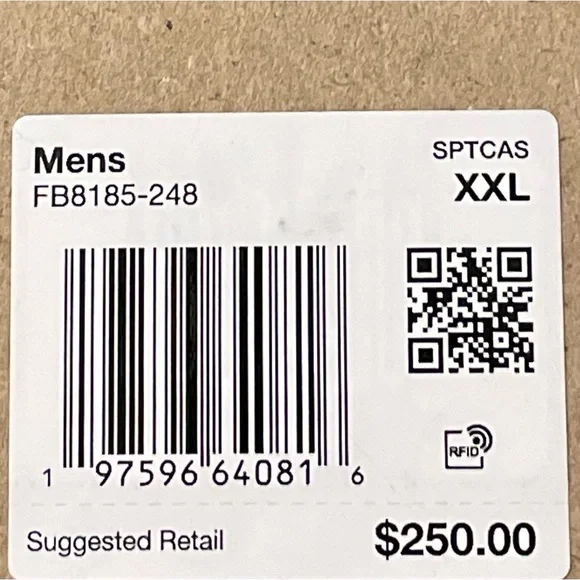 Mens
SPTCAS
FB8185-248
XXL
RFID
1 97596 64081 6
Suggested Retail
$250.00